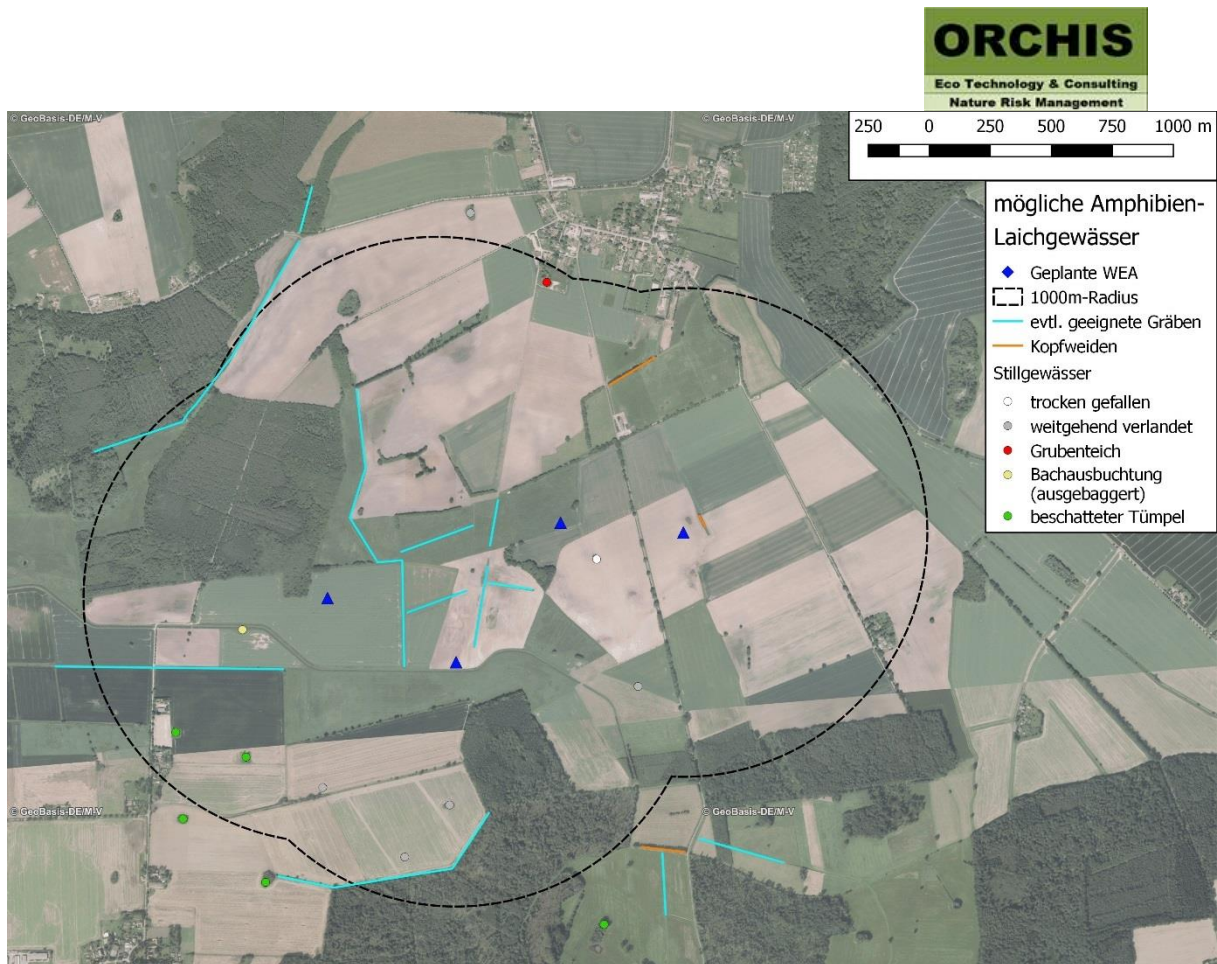 ORCHIS
Eco Technology & Consulting
Nature Risk Management
© GeoBasis-DE/M-V
© GeoBasis-DE/M-V
250 0 250 500 750 1000 m
mögliche Amphibien-
Laichgewässer
Geplante WEA
1000m-Radius
evtl. geeignete Gräben
Kopfweiden
Stillgewässer
trocken gefallen
weitgehend verlandet
Grubenteich
Bachausbuchtung
(ausgebaggert)
beschatteter Tümpel
© GeoBasis-DE/M-V
© GeoBasis-DE/M-V